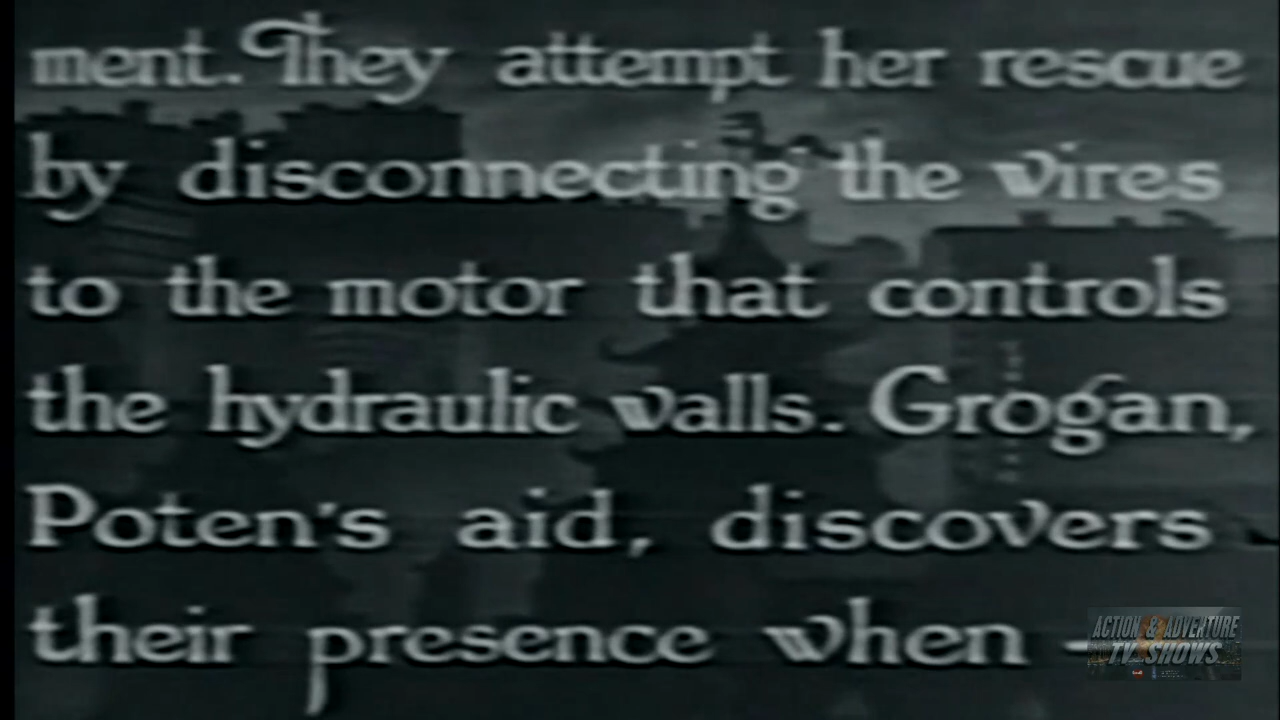 ment. They attempt her rescue
by disconnecting the wires
to the motor that controls
the hydraulic walls. Grogan,
Poten's aid, discovers
their presence when –
ACTION & ADVENTURE
TV SHOWS